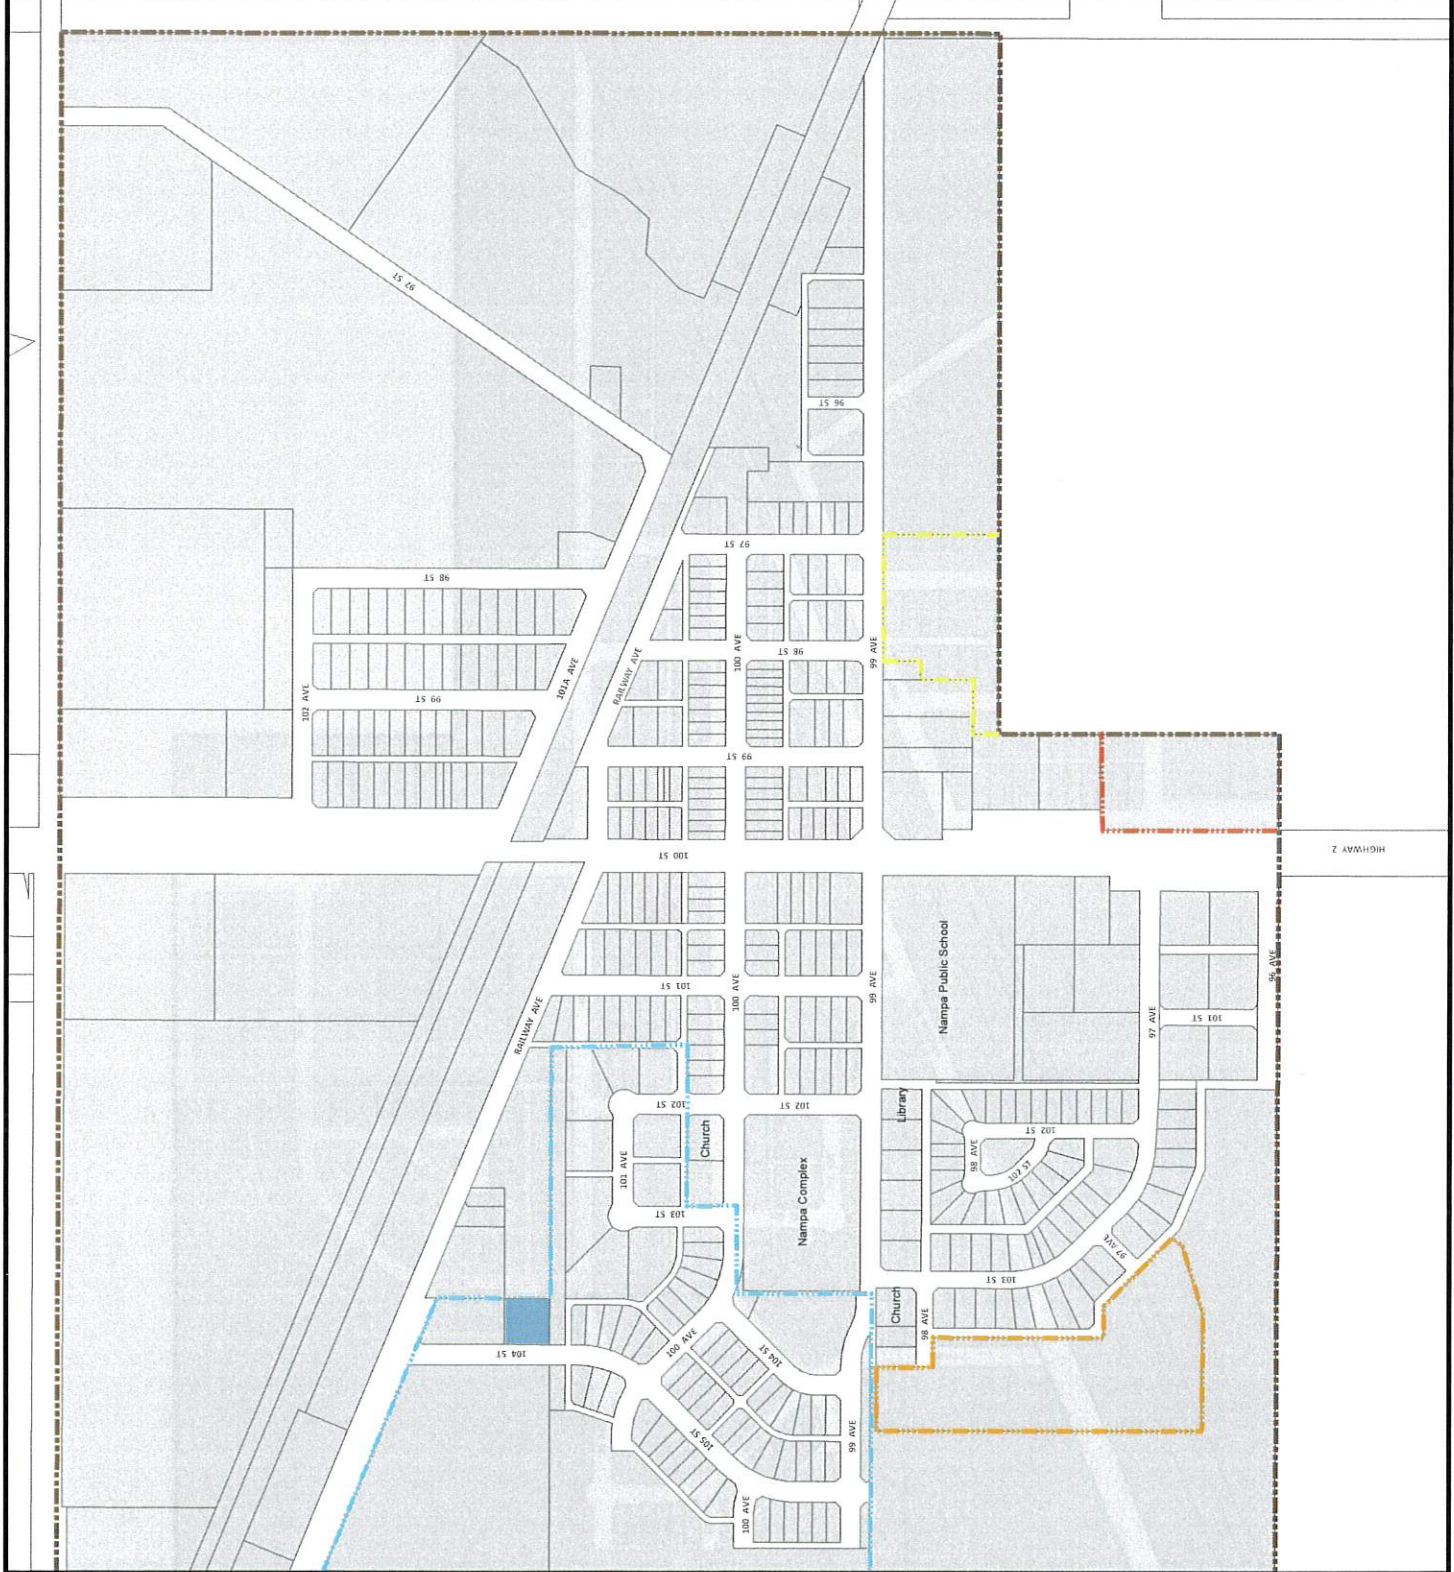 97 ST
96 ST
97 ST
98 ST
100 AVE
98 ST
99 AVE
RAILWAY AVE
101A AVE
99 ST
102 AVE
99 ST
100 ST
HIGHWAY 2
Nampa Public School
96 AVE
99 AVE
100 AVE
101 ST
RAILWAY AVE
97 AVE
101 ST
Library
102 ST
102 ST
102 ST
Church
98 AVE
101 AVE
102 ST
Nampa Complex
103 ST
97 AVE
103 ST
Church
98 AVE
100 AVE
104 ST
104 ST
99 AVE
105 ST
100 AVE